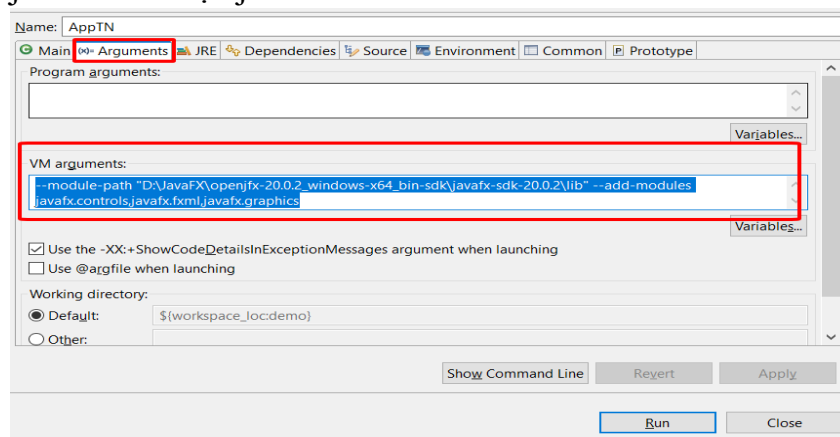 Name: AppTN
Main (x)= Arguments JRE Dependencies Source Environment Common P Prototype
Program arguments:
Variables...
VM arguments:
--module-path "D:\JavaFX\openjfx-20.0.2_windows-x64_bin-sdk\javafx-sdk-20.0.2\lib" --add-modules
javafx.controls,javafx.fxml,javafx.graphics
Variables...
Use the -XX:+ShowCodeDetailsInExceptionMessages argument when launching
Use @argfile when launching
Working directory:
Default: ${workspace_loc:demo}
Other:
Show Command Line Revert Apply
Run Close